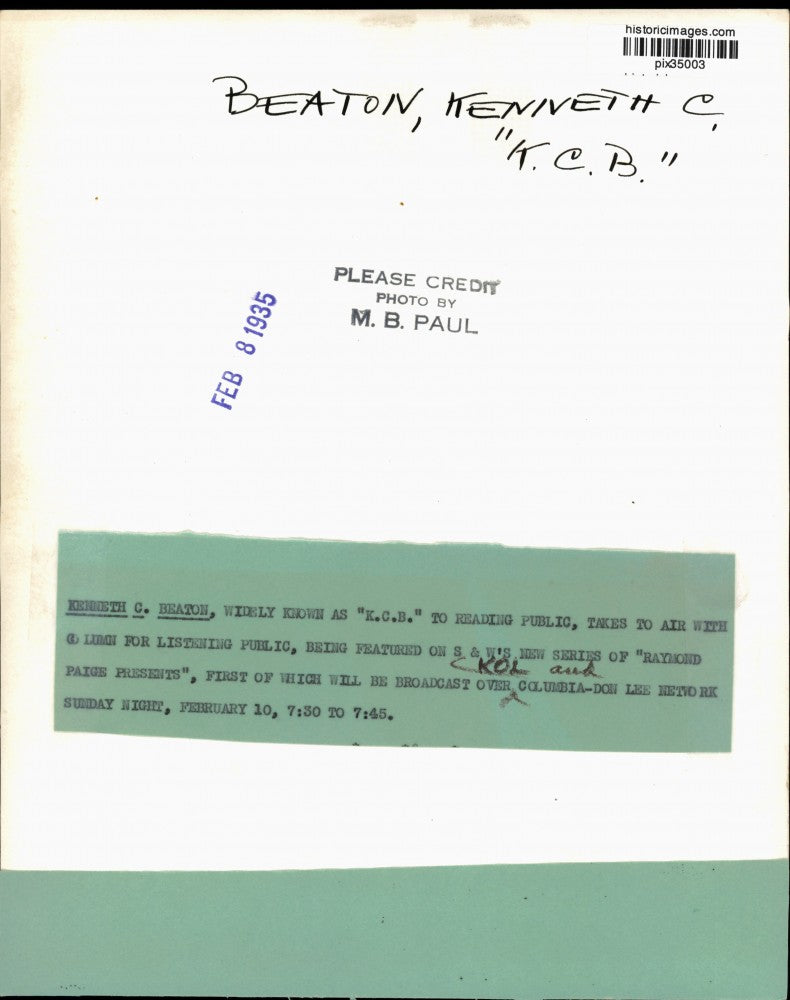 historicimages.com
pix35003
BEATON, KENNETH C.
"K. C. B."
PLEASE CREDIT
PHOTO BY
M. B. PAUL
FEB 8 1935
KENNETH C. BEATON, WIDELY KNOWN AS "K.C.B." TO READING PUBLIC, TAKES TO AIR WITH
LUMN FOR LISTENING PUBLIC, BEING FEATURED ON S & W'S NEW SERIES OF "RAYMOND
KOL and
PAIGE PRESENTS", FIRST OF WHICH WILL BE BROADCAST OVER COLUMBIA-DON LEE NETWORK
SUNDAY NIGHT, FEBRUARY 10, 7:30 TO 7:45.